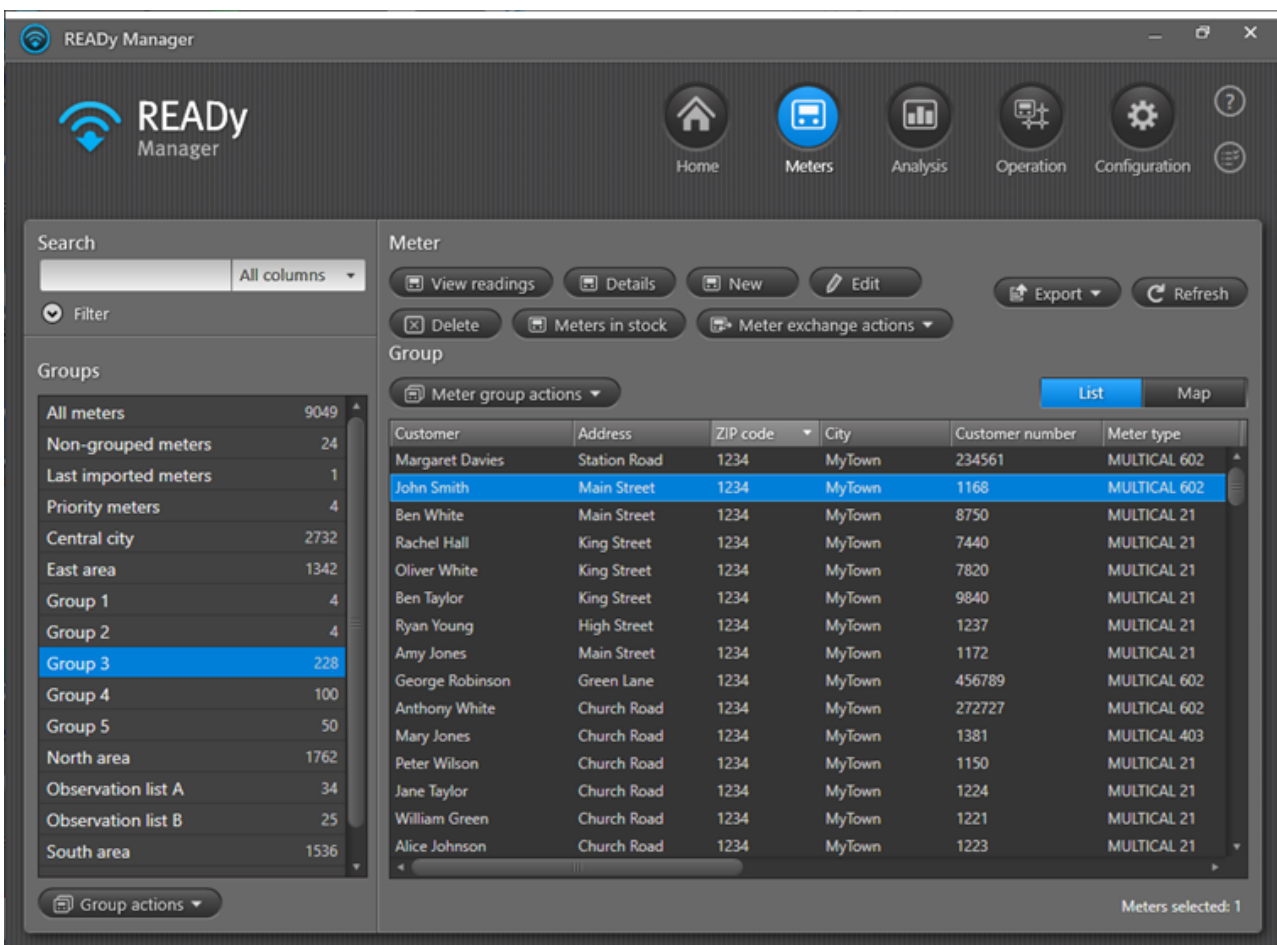 READy Manager
READy
Manager
Home Meters Analysis Operation Configuration
?
Search
All columns
Filter
Groups
All meters 9049
Non-grouped meters 24
Last imported meters 1
Priority meters 4
Central city 2732
East area 1342
Group 1 4
Group 2 4
Group 3 228
Group 4 100
Group 5 50
North area 1762
Observation list A 34
Observation list B 25
South area 1536
Group actions
Meter
View readings Details New Edit Export Refresh
Delete Meters in stock Meter exchange actions
Group
Meter group actions List Map
Customer Address ZIP code City Customer number Meter type
Margaret Davies Station Road 1234 MyTown 234561 MULTICAL 602
John Smith Main Street 1234 MyTown 1168 MULTICAL 602
Ben White Main Street 1234 MyTown 8750 MULTICAL 21
Rachel Hall King Street 1234 MyTown 7440 MULTICAL 21
Oliver White King Street 1234 MyTown 7820 MULTICAL 21
Ben Taylor King Street 1234 MyTown 9840 MULTICAL 21
Ryan Young High Street 1234 MyTown 1237 MULTICAL 21
Amy Jones Main Street 1234 MyTown 1172 MULTICAL 21
George Robinson Green Lane 1234 MyTown 456789 MULTICAL 602
Anthony White Church Road 1234 MyTown 272727 MULTICAL 602
Mary Jones Church Road 1234 MyTown 1381 MULTICAL 403
Peter Wilson Church Road 1234 MyTown 1150 MULTICAL 21
Jane Taylor Church Road 1234 MyTown 1224 MULTICAL 21
William Green Church Road 1234 MyTown 1221 MULTICAL 21
Alice Johnson Church Road 1234 MyTown 1223 MULTICAL 21
Meters selected: 1